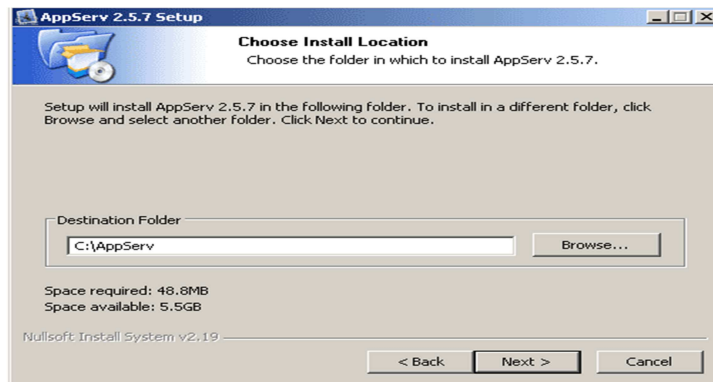 AppServ 2.5.7 Setup
Choose Install Location
Choose the folder in which to install AppServ 2.5.7.
Setup will install AppServ 2.5.7 in the following folder. To install in a different folder, click
Browse and select another folder. Click Next to continue.
Destination Folder
C:\AppServ
Browse...
Space required: 48.8MB
Space available: 5.5GB
Nullsoft Install System v2.19
< Back Next > Cancel